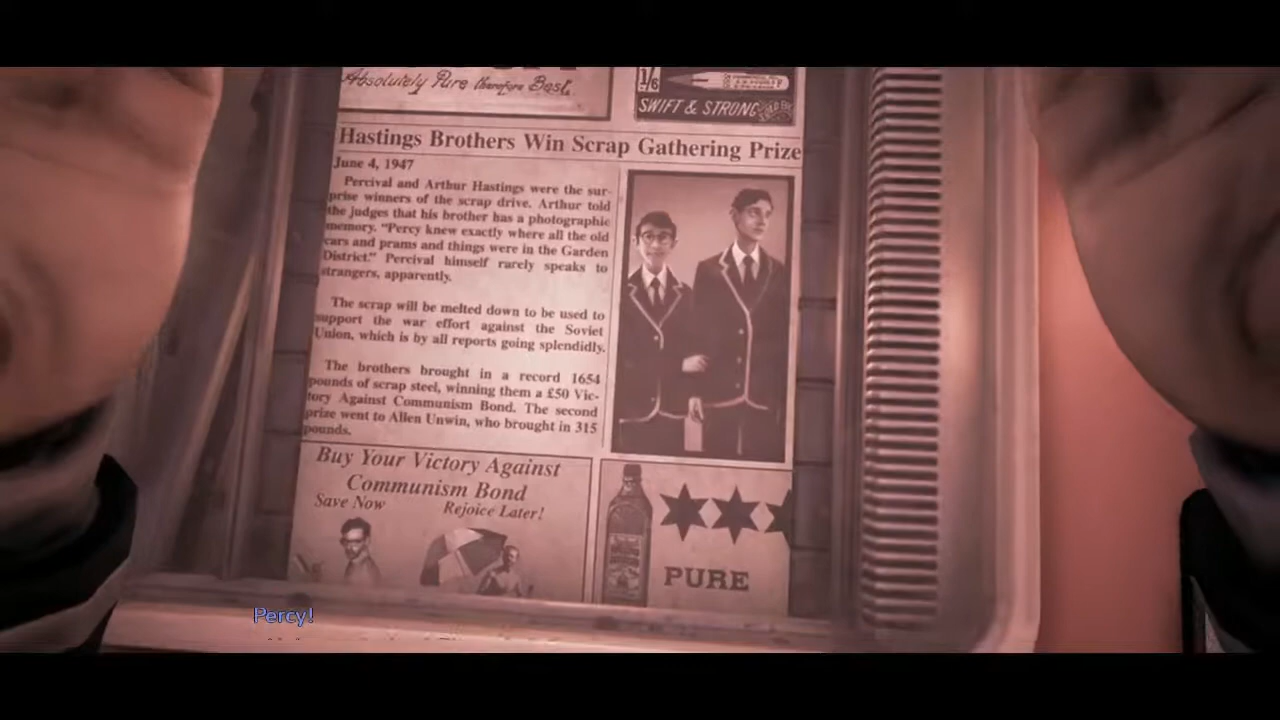 Absolutely Pure therefore Best.
1/6
SWIFT & STRONG
Hastings Brothers Win Scrap Gathering Prize
June 4, 1947
Percival and Arthur Hastings were the sur-
prise winners of the scrap drive. Arthur told
the judges that his brother has a photographic
memory. “Percy knew exactly where all the old
cars and prams and things were in the Garden
District.” Percival himself rarely speaks to
strangers, apparently.
The scrap will be melted down to be used to
support the war effort against the Soviet
Union, which is by all reports going splendidly.
The brothers brought in a record 1654
pounds of scrap steel, winning them a £50 Vic-
tory Against Communism Bond. The second
prize went to Allen Unwin, who brought in 315
pounds.
Buy Your Victory Against
Communism Bond
Save Now Rejoice Later!
PURE
Percy!